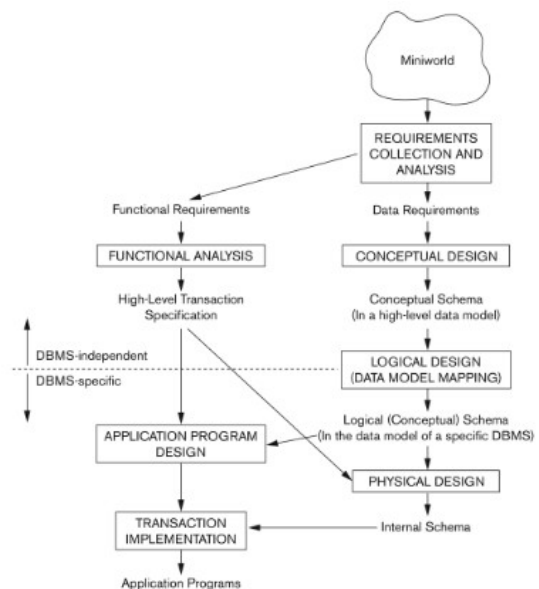 Miniworld
REQUIREMENTS
COLLECTION AND
ANALYSIS
Functional Requirements
Data Requirements
FUNCTIONAL ANALYSIS
CONCEPTUAL DESIGN
High-Level Transaction
Specification
Conceptual Schema
(In a high-level data model)
DBMS-independent
DBMS-specific
LOGICAL DESIGN
(DATA MODEL MAPPING)
Logical (Conceptual) Schema
(In the data model of a specific DBMS)
APPLICATION PROGRAM
DESIGN
PHYSICAL DESIGN
TRANSACTION
IMPLEMENTATION
Internal Schema
Application Programs